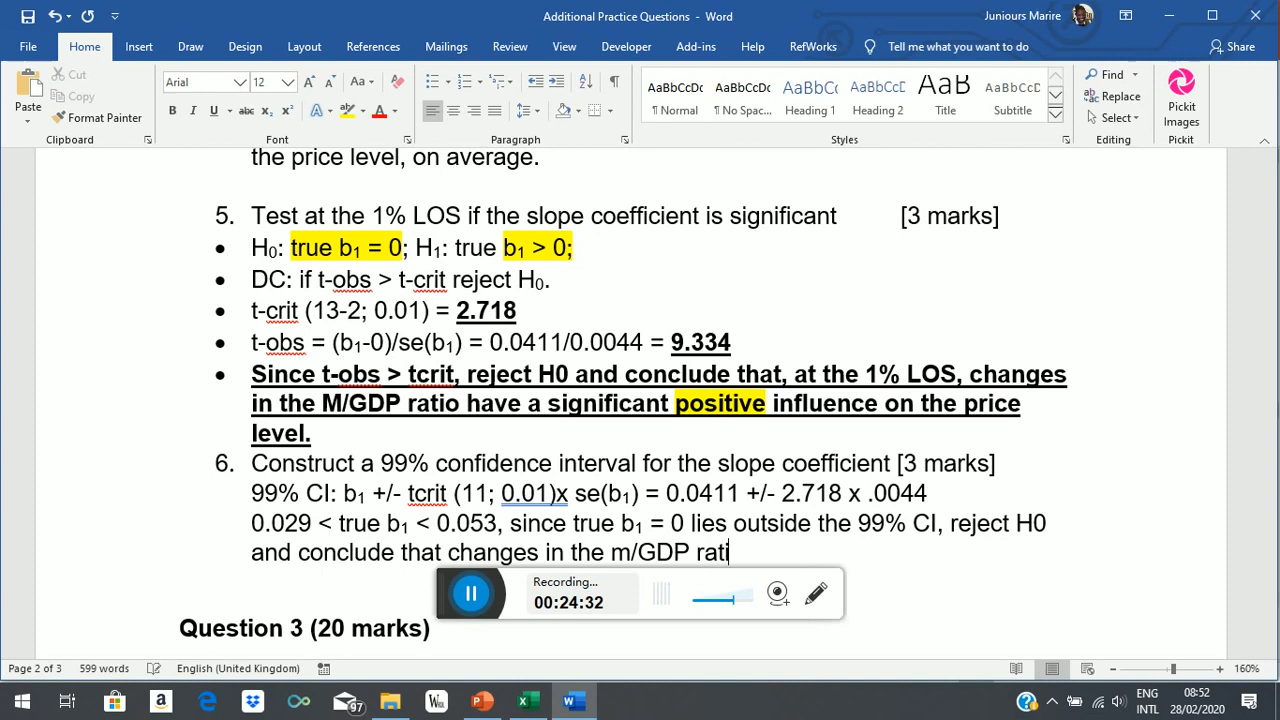 Additional Practice Questions - Word
Juniours Marire
File Home Insert Draw Design Layout References Mailings Review View Developer Add-ins Help RefWorks Tell me what you want to do Share
Paste
Cut
Copy
Format Painter
Clipboard
Arial 12
Font
Paragraph
AaBbCcDc AaBbCcDc AaBbCc AaBbCcD AaB AaBbCcD
¶ Normal ¶ No Spac... Heading 1 Heading 2 Title Subtitle
Styles
Find
Replace
Select
Editing
Pickit Images
Pickit
the price level, on average.
5. Test at the 1% LOS if the slope coefficient is significant [3 marks]
• H₀: true b₁ = 0; H₁: true b₁ > 0;
• DC: if t-obs > t-crit reject H₀.
• t-crit (13-2; 0.01) = 2.718
• t-obs = (b₁-0)/se(b₁) = 0.0411/0.0044 = 9.334
• Since t-obs > tcrit, reject H0 and conclude that, at the 1% LOS, changes
in the M/GDP ratio have a significant positive influence on the price
level.
6. Construct a 99% confidence interval for the slope coefficient [3 marks]
99% CI: b₁ +/- tcrit (11; 0.01)x se(b₁) = 0.0411 +/- 2.718 x .0044
0.029 < true b₁ < 0.053, since true b₁ = 0 lies outside the 99% CI, reject H0
and conclude that changes in the m/GDP rati
Recording...
00:24:32
Question 3 (20 marks)
Page 2 of 3 599 words English (United Kingdom) 160%
97
ENG
INTL
08:52
28/02/2020